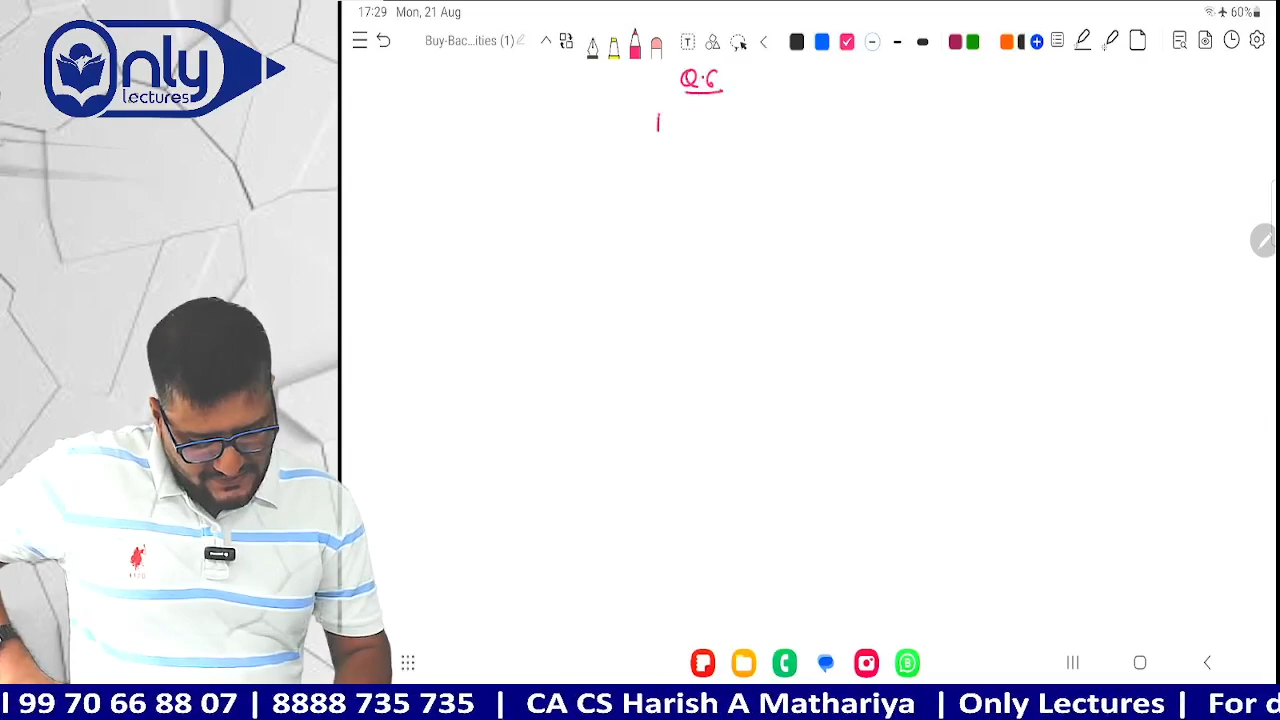 17:29 Mon, 21 Aug
60%
Only
lectures
Buy-Bac...ities (1)
T
Q.6
l 99 70 66 88 07 | 8888 735 735 | CA CS Harish A Mathariya | Only Lectures | For d